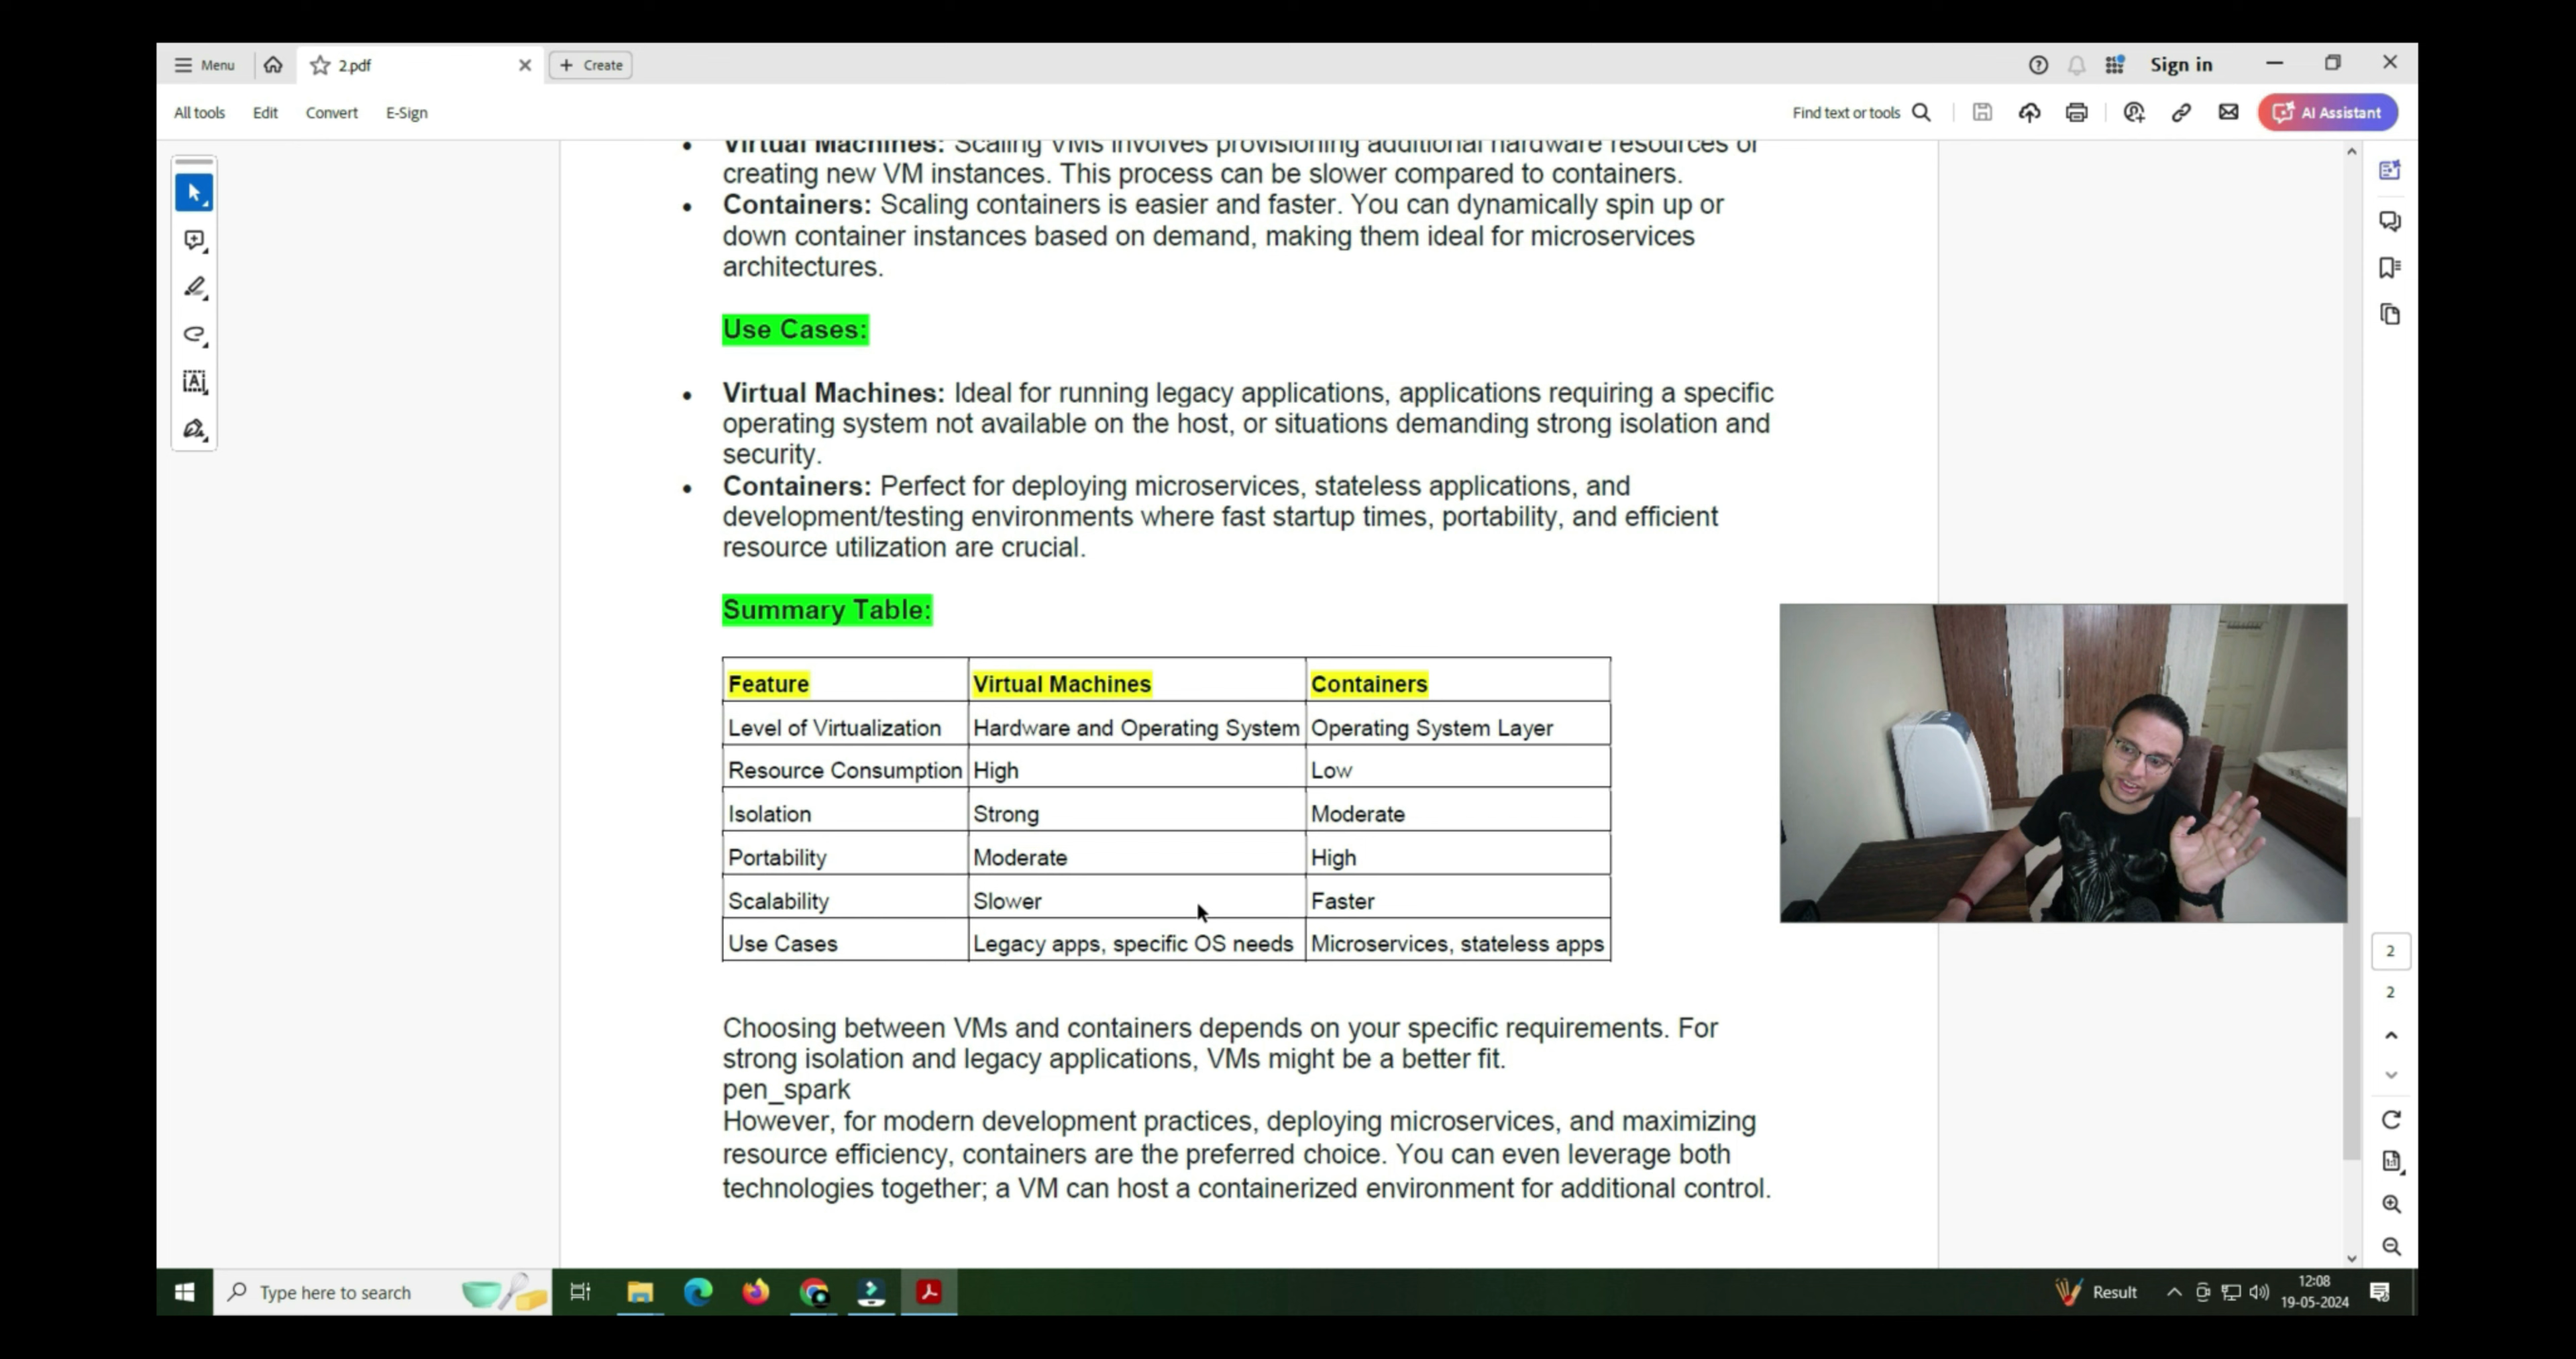 Menu
2.pdf
Create
Sign in
All tools
Edit
Convert
E-Sign
Find text or tools
AI Assistant
• Virtual Machines: Scaling VMs involves provisioning additional hardware resources or
creating new VM instances. This process can be slower compared to containers.
• Containers: Scaling containers is easier and faster. You can dynamically spin up or
down container instances based on demand, making them ideal for microservices
architectures.
Use Cases:
• Virtual Machines: Ideal for running legacy applications, applications requiring a specific
operating system not available on the host, or situations demanding strong isolation and
security.
• Containers: Perfect for deploying microservices, stateless applications, and
development/testing environments where fast startup times, portability, and efficient
resource utilization are crucial.
Summary Table:
Feature Virtual Machines Containers
Level of Virtualization Hardware and Operating System Operating System Layer
Resource Consumption High Low
Isolation Strong Moderate
Portability Moderate High
Scalability Slower Faster
Use Cases Legacy apps, specific OS needs Microservices, stateless apps
Choosing between VMs and containers depends on your specific requirements. For
strong isolation and legacy applications, VMs might be a better fit.
pen_spark
However, for modern development practices, deploying microservices, and maximizing
resource efficiency, containers are the preferred choice. You can even leverage both
technologies together; a VM can host a containerized environment for additional control.
2
2
Type here to search
Result
12:08
19-05-2024